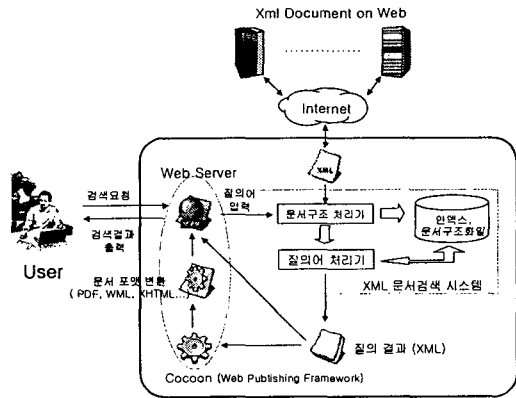 Xml Document on Web
Internet
XML
Web Server
검색요청
질의어
입력
문서구조 처리기
인덱스,
문서구조화일
검색결과
출력
User
질의어 처리기
XML 문서검색 시스템
문서 포맷 변환
( PDF, WML, XHTML...)
질의 결과 (XML)
Cocoon (Web Publishing Framework)